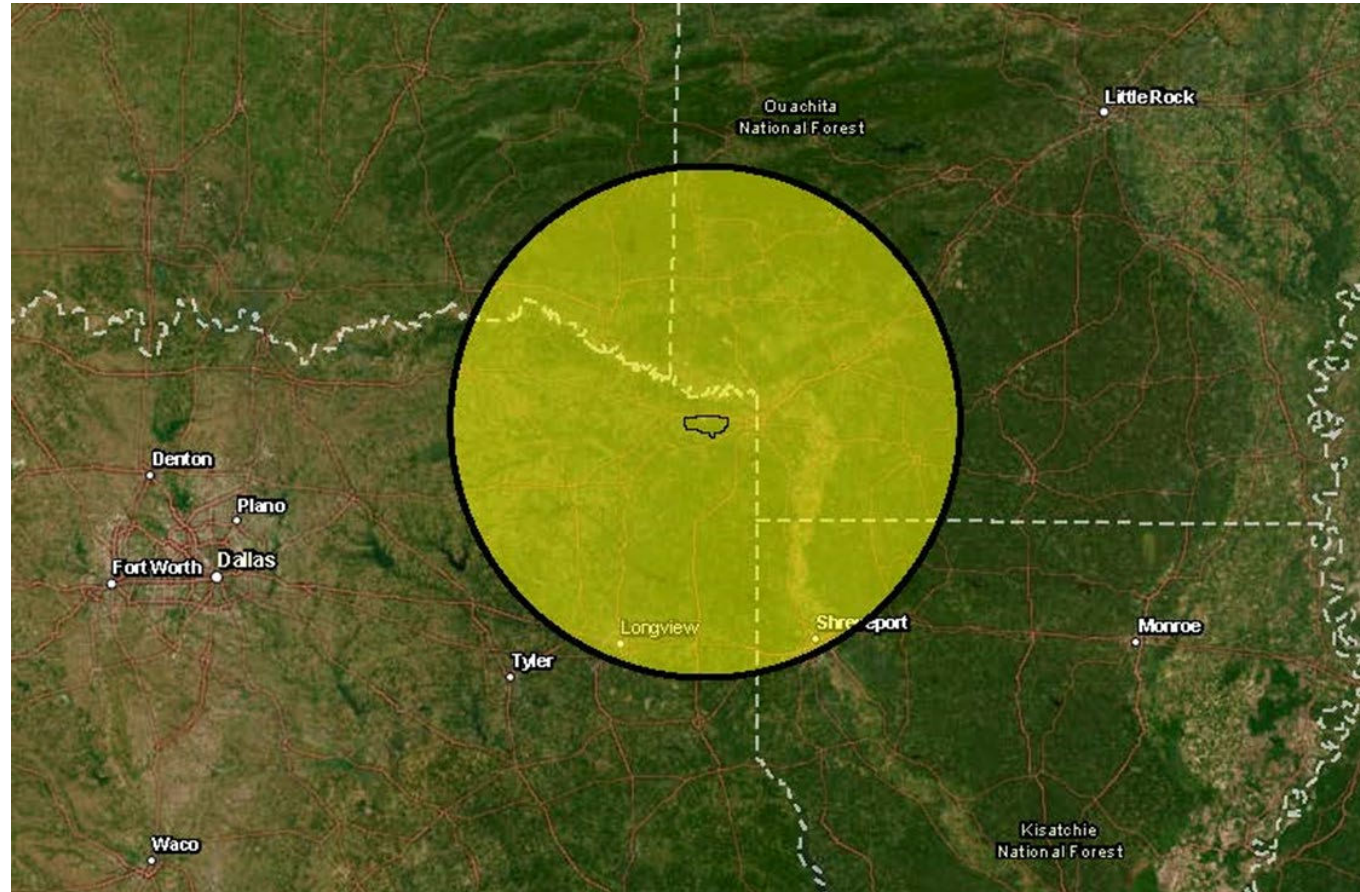 Ouachita
National Forest
Little Rock
Denton
Plano
Dallas
Fort Worth
Longview
Shreveport
Tyler
Monroe
Waco
Kisatchie
National Forest